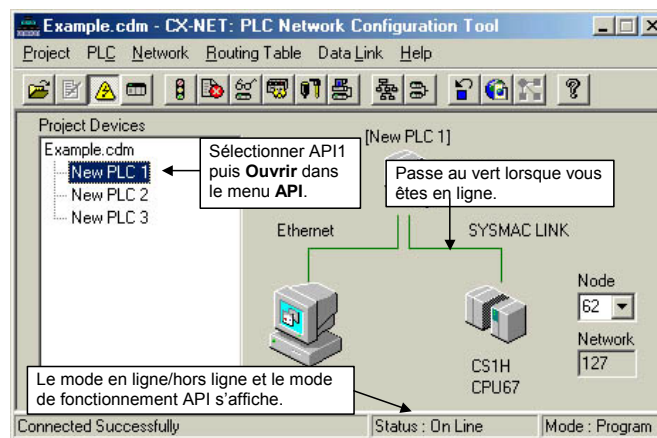 Example.cdm - CX-NET: PLC Network Configuration Tool
Project PLC Network Routing Table Data Link Help
Project Devices
Example.cdm
New PLC 1
New PLC 2
New PLC 3
Sélectionner API1
puis Ouvrir dans
le menu API.
[New PLC 1]
Passe au vert lorsque vous
êtes en ligne.
Ethernet
SYSMAC LINK
Node
62
Network
127
CS1H
CPU67
Le mode en ligne/hors ligne et le mode
de fonctionnement API s'affiche.
Connected Successfully
Status : On Line
Mode : Program